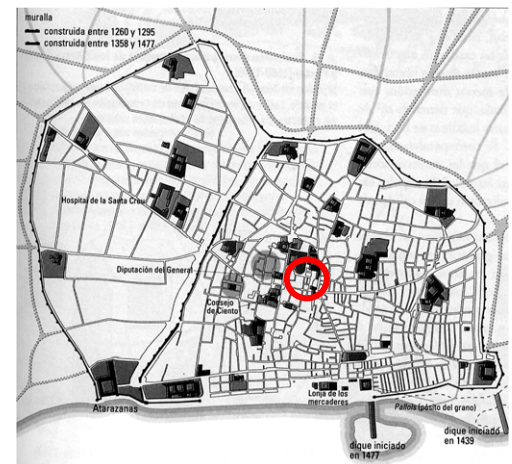 muralla
construida entre 1260 y 1295
construida entre 1358 y 1477
Hospital de la Santa Creu
Diputación del General
Consejo
de Ciento
Atarazanas
Lonja de los
mercaderes
Pallols (pósito del grano)
dique iniciado
en 1477
dique iniciado
en 1439